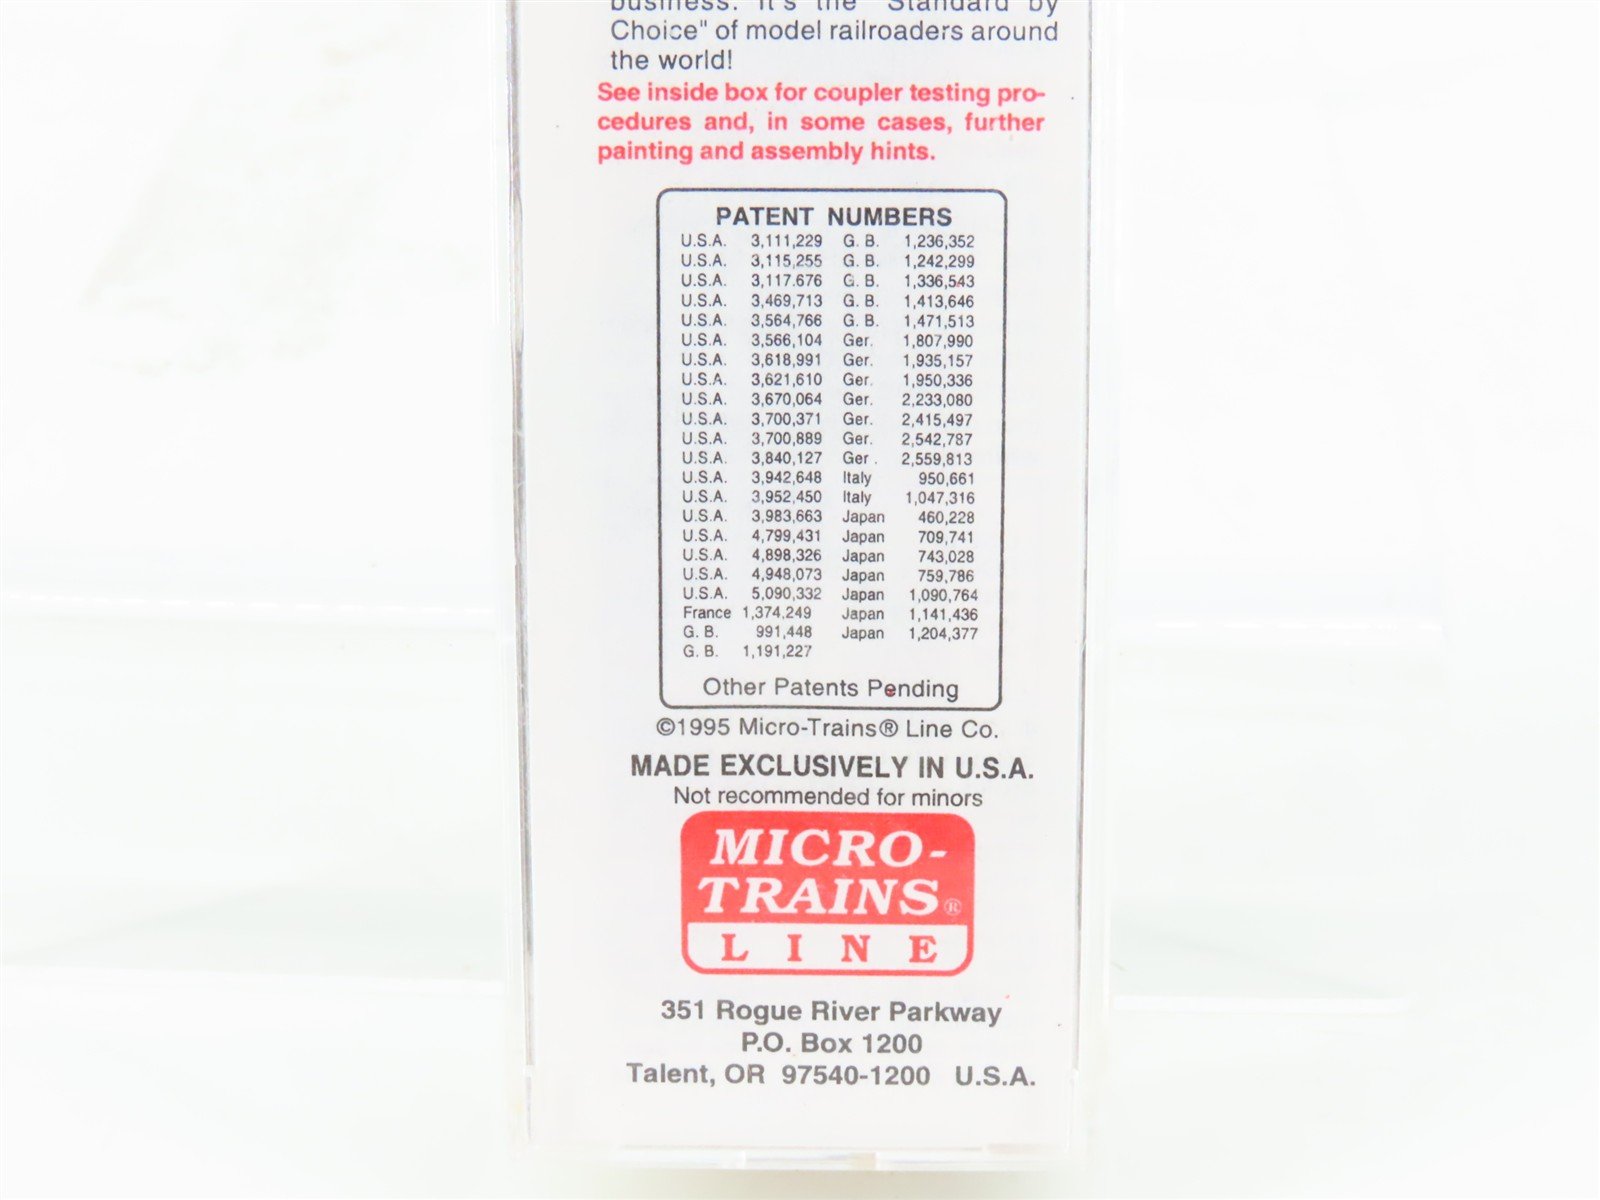 business. It's the "Standard by
Choice" of model railroaders around
the world!
See inside box for coupler testing pro-
cedures and, in some cases, further
painting and assembly hints.
PATENT NUMBERS
U.S.A. 3,111,229 G. B. 1,236,352
U.S.A. 3,115,255 G. B. 1,242,299
U.S.A. 3,117.676 G. B. 1,336,543
U.S.A. 3,469,713 G. B. 1,413,646
U.S.A. 3,564,766 G. B. 1,471,513
U.S.A. 3,566,104 Ger. 1,807,990
U.S.A. 3,618,991 Ger. 1,935,157
U.S.A. 3,621,610 Ger. 1,950,336
U.S.A. 3,670,064 Ger. 2,233,080
U.S.A. 3,700,371 Ger. 2,415,497
U.S.A. 3,700,889 Ger. 2,542,787
U.S.A. 3,840,127 Ger . 2,559,813
U.S.A. 3,942,648 Italy 950,661
U.S.A. 3,952,450 Italy 1,047,316
U.S.A. 3,983,663 Japan 460,228
U.S.A. 4,799,431 Japan 709,741
U.S.A. 4,898,326 Japan 743,028
U.S.A. 4,948,073 Japan 759,786
U.S.A. 5,090,332 Japan 1,090,764
France 1,374,249 Japan 1,141,436
G. B. 991,448 Japan 1,204,377
G. B. 1,191,227
Other Patents Pending
©1995 Micro-Trains® Line Co.
MADE EXCLUSIVELY IN U.S.A.
Not recommended for minors
MICRO-
TRAINS®
LINE
351 Rogue River Parkway
P.O. Box 1200
Talent, OR 97540-1200 U.S.A.